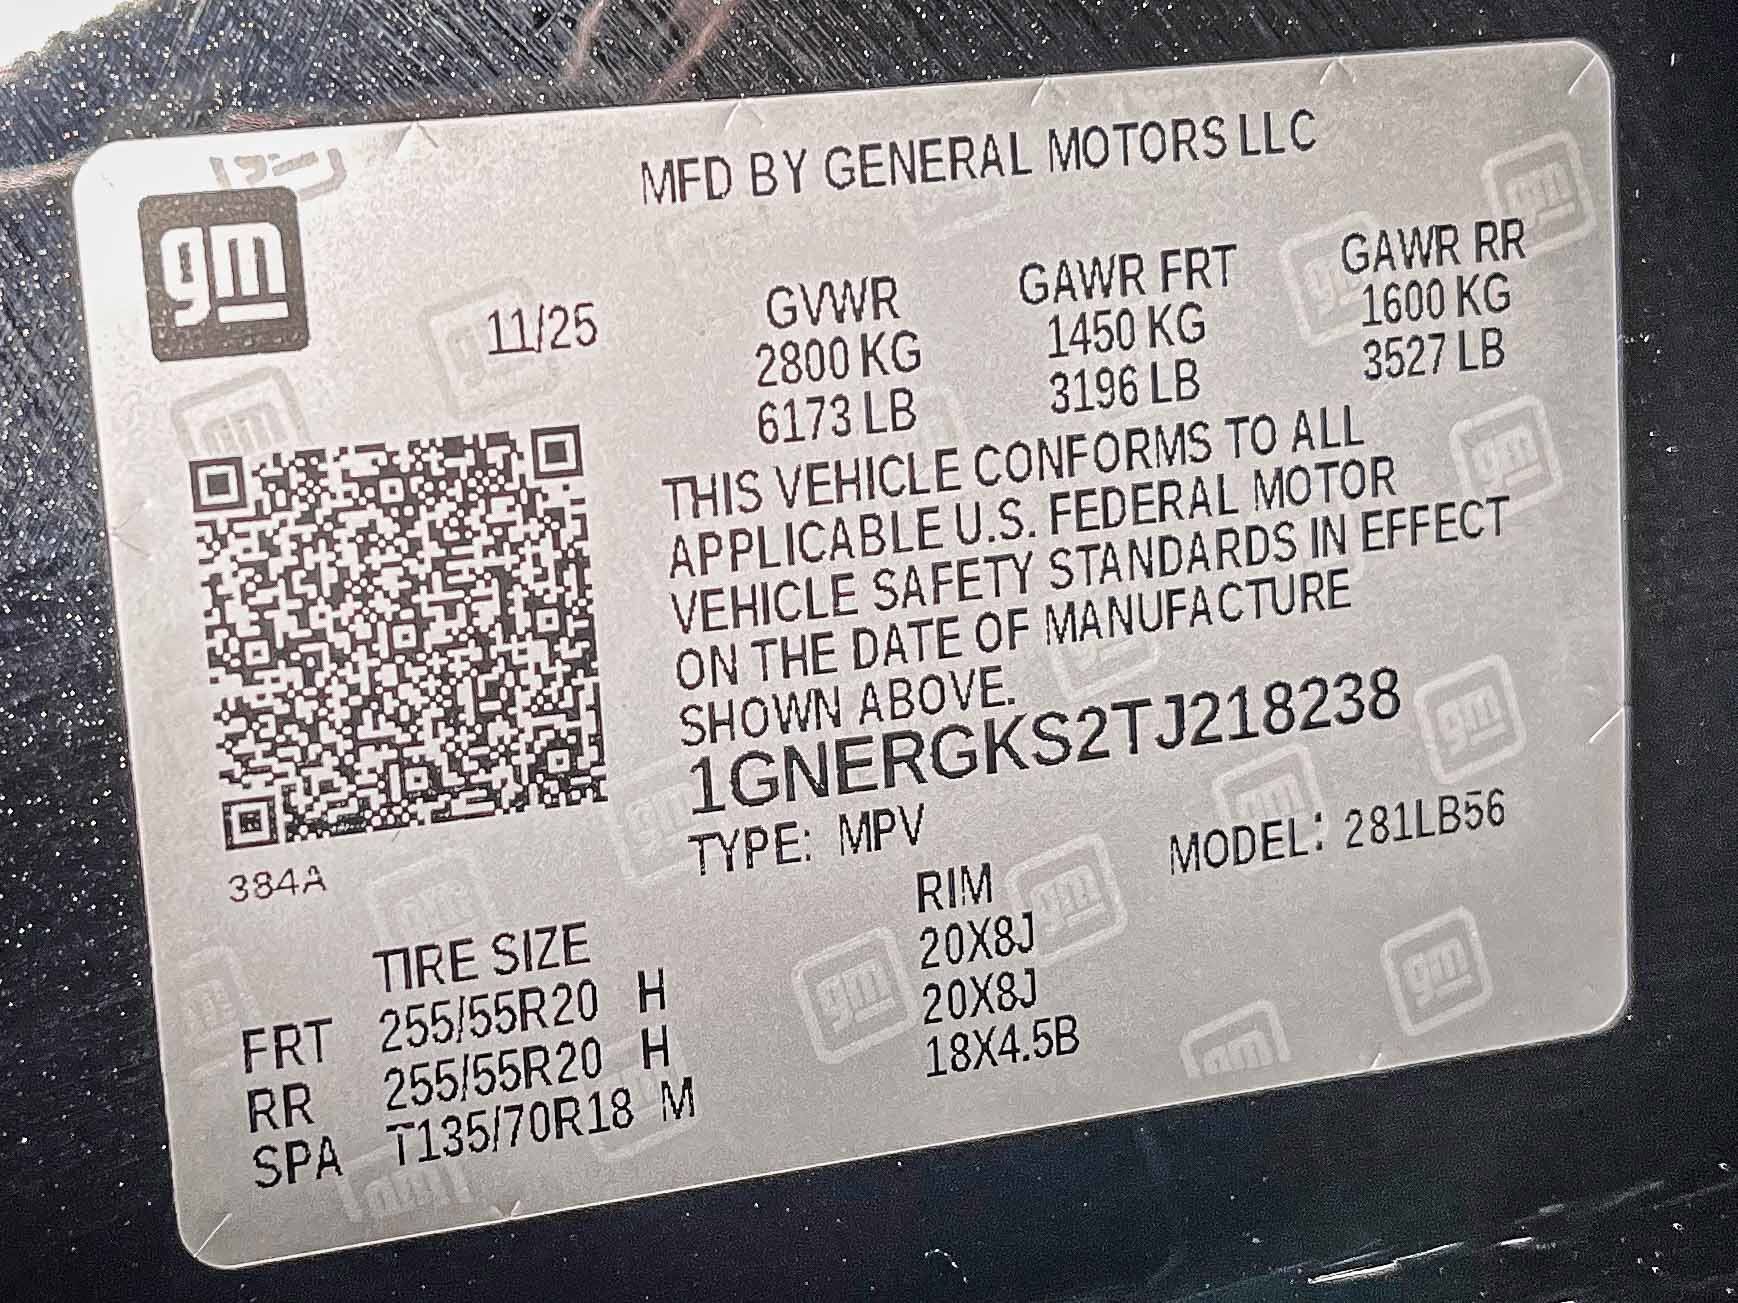 MFD BY GENERAL MOTORS LLC
gm
11/25
GVWR GAWR FRT GAWR RR
2800 KG 1450 KG 1600 KG
6173 LB 3196 LB 3527 LB
THIS VEHICLE CONFORMS TO ALL
APPLICABLE U.S. FEDERAL MOTOR
VEHICLE SAFETY STANDARDS IN EFFECT
ON THE DATE OF MANUFACTURE
SHOWN ABOVE.
1GNERGKS2TJ218238
TYPE: MPV MODEL: 281LB56
384A
TIRE SIZE RIM
FRT 255/55R20 H 20X8J
RR 255/55R20 H 20X8J
SPA T135/70R18 M 18X4.5B